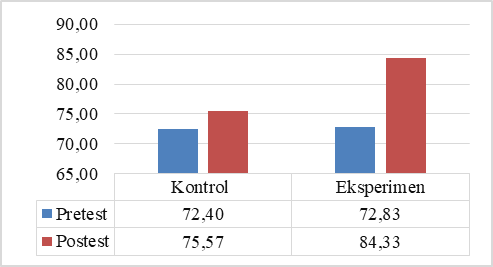 90,00
85,00
80,00
75,00
70,00
65,00
Kontrol Eksperimen
Pretest 72,40 72,83
Postest 75,57 84,33